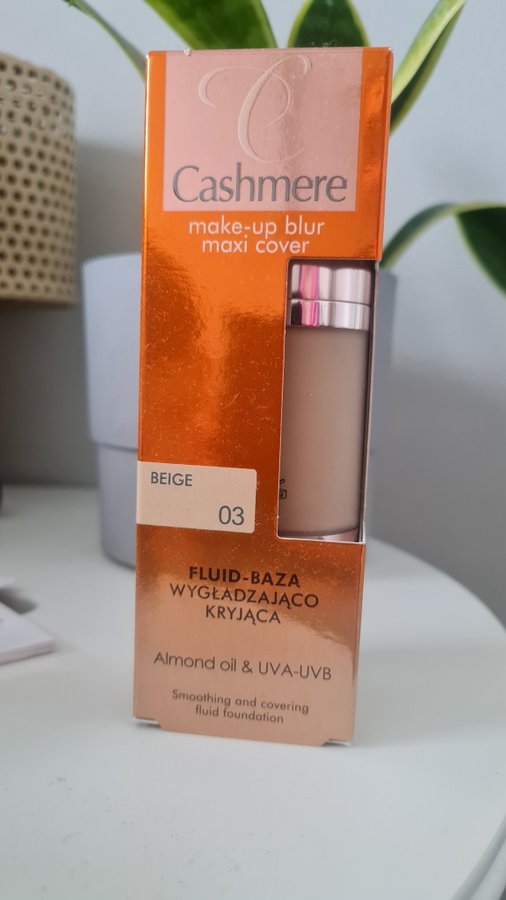 C
Cashmere
make-up blur
maxi cover
BEIGE
03
FLUID-BAZA
WYGŁADZAJĄCO
KRYJĄCA
Almond oil & UVA-UVB
Smoothing and covering
fluid foundation